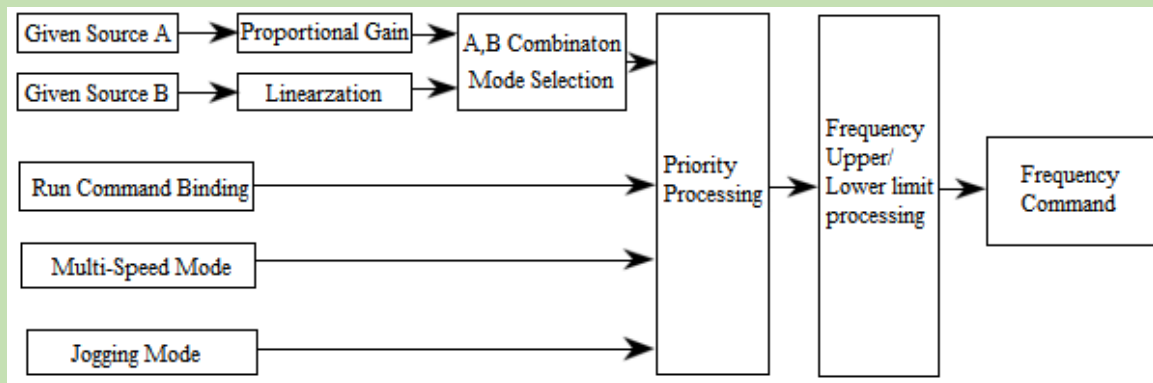 Given Source A
Proportional Gain
A,B Combinaton
Mode Selection
Given Source B
Linearzation
Run Command Binding
Multi-Speed Mode
Jogging Mode
Priority
Processing
Frequency
Upper/
Lower limit
processing
Frequency
Command